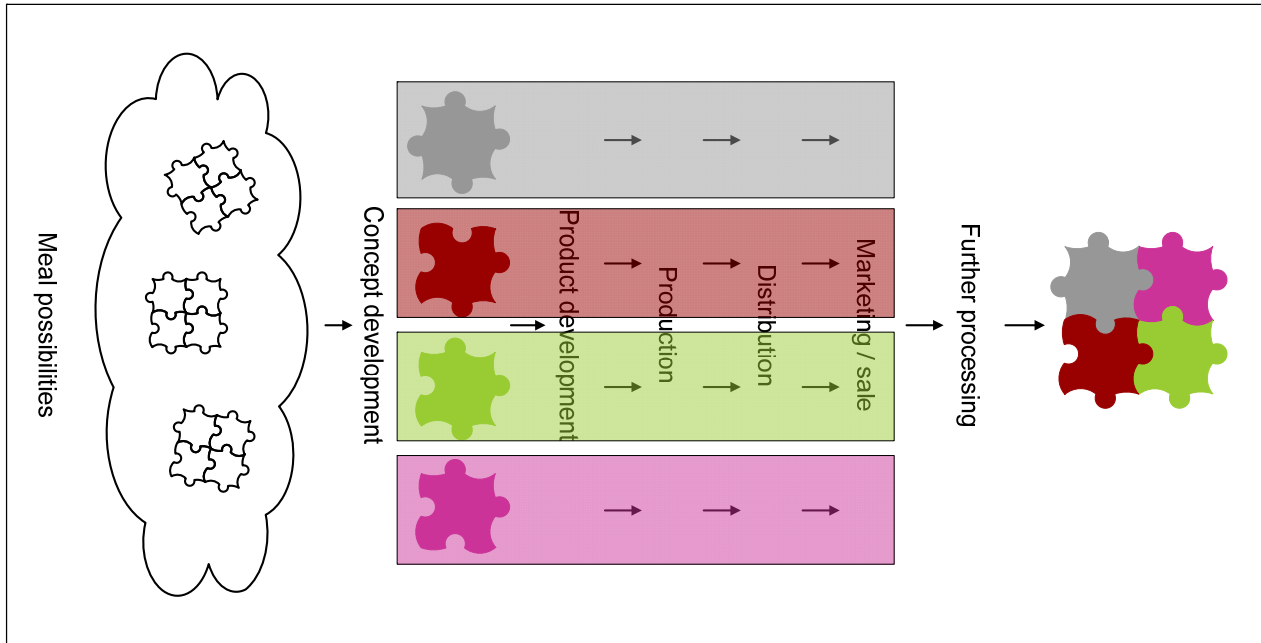 Meal possibilities
Concept development
Product development
Production
Distribution
Marketing / sale
Further processing